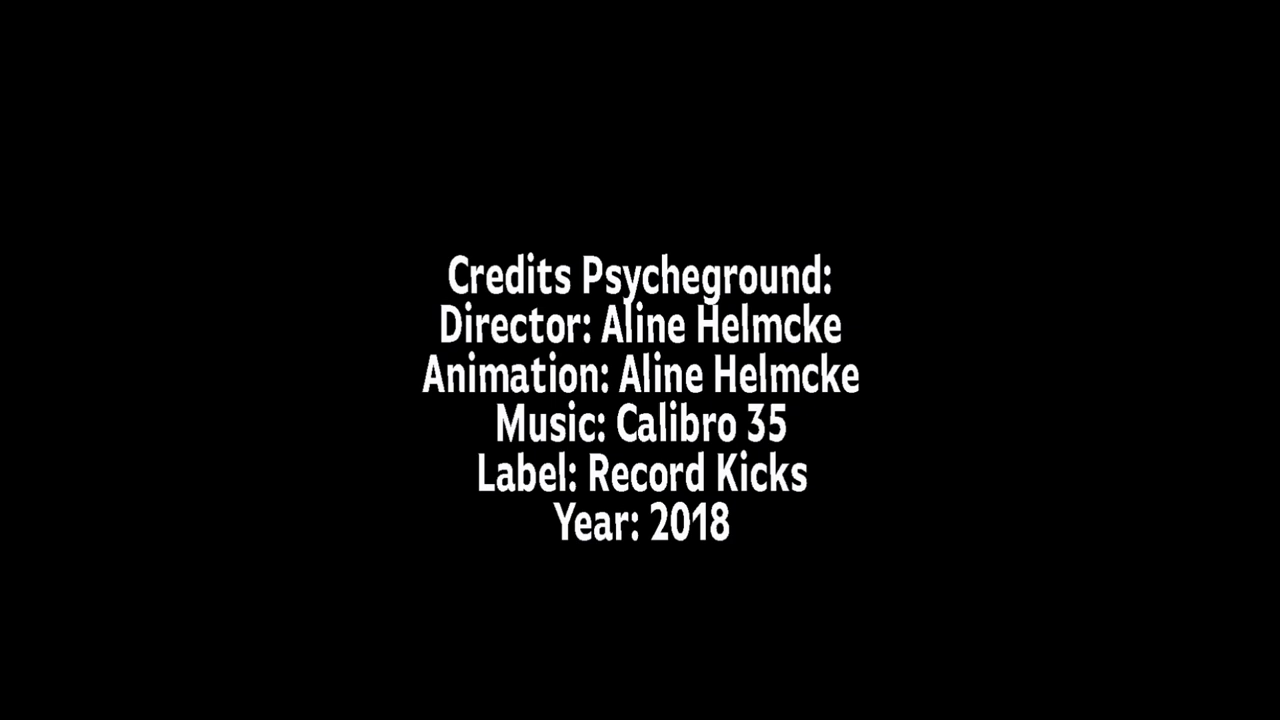 Credits Psycheground:
Director: Aline Helmcke
Animation: Aline Helmcke
Music: Calibro 35
Label: Record Kicks
Year: 2018